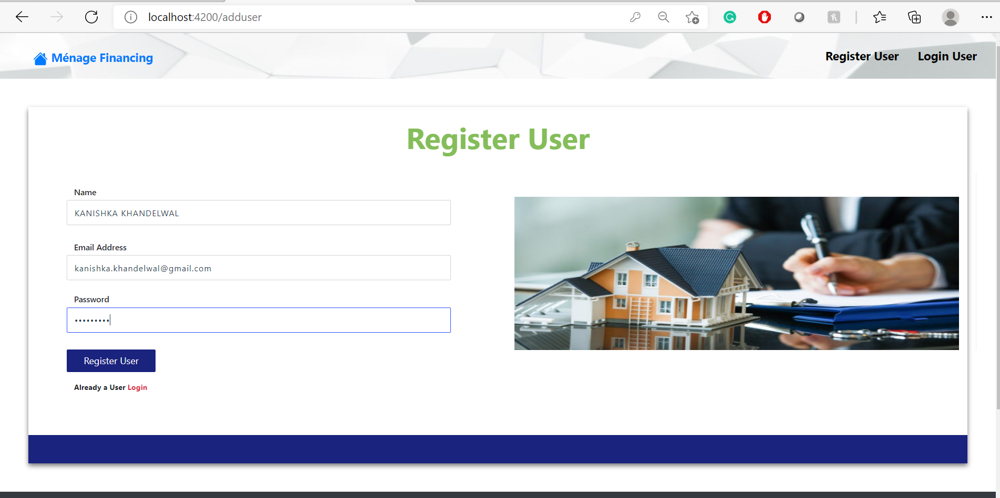 localhost:4200/adduser
Ménage Financing
Register User
Login User
Register User
Name
KANISHKA KHANDELWAL
Email Address
kanishka.khandelwal@gmail.com
Password
•••••••••
Register User
Already a User Login